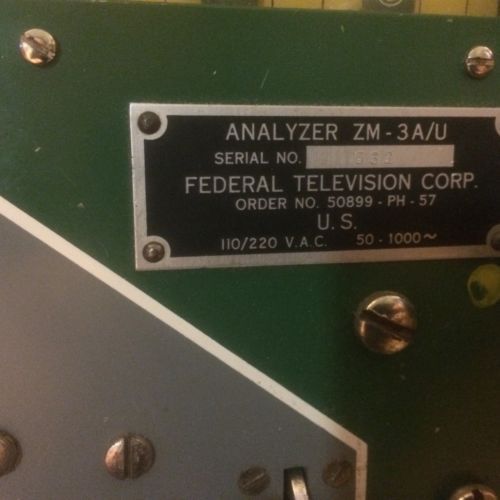 ANALYZER ZM-3A/U
SERIAL NO.
FEDERAL TELEVISION CORP.
ORDER NO. 50899-PH-57
U.S.
110/220 V.A.C. 50-1000~